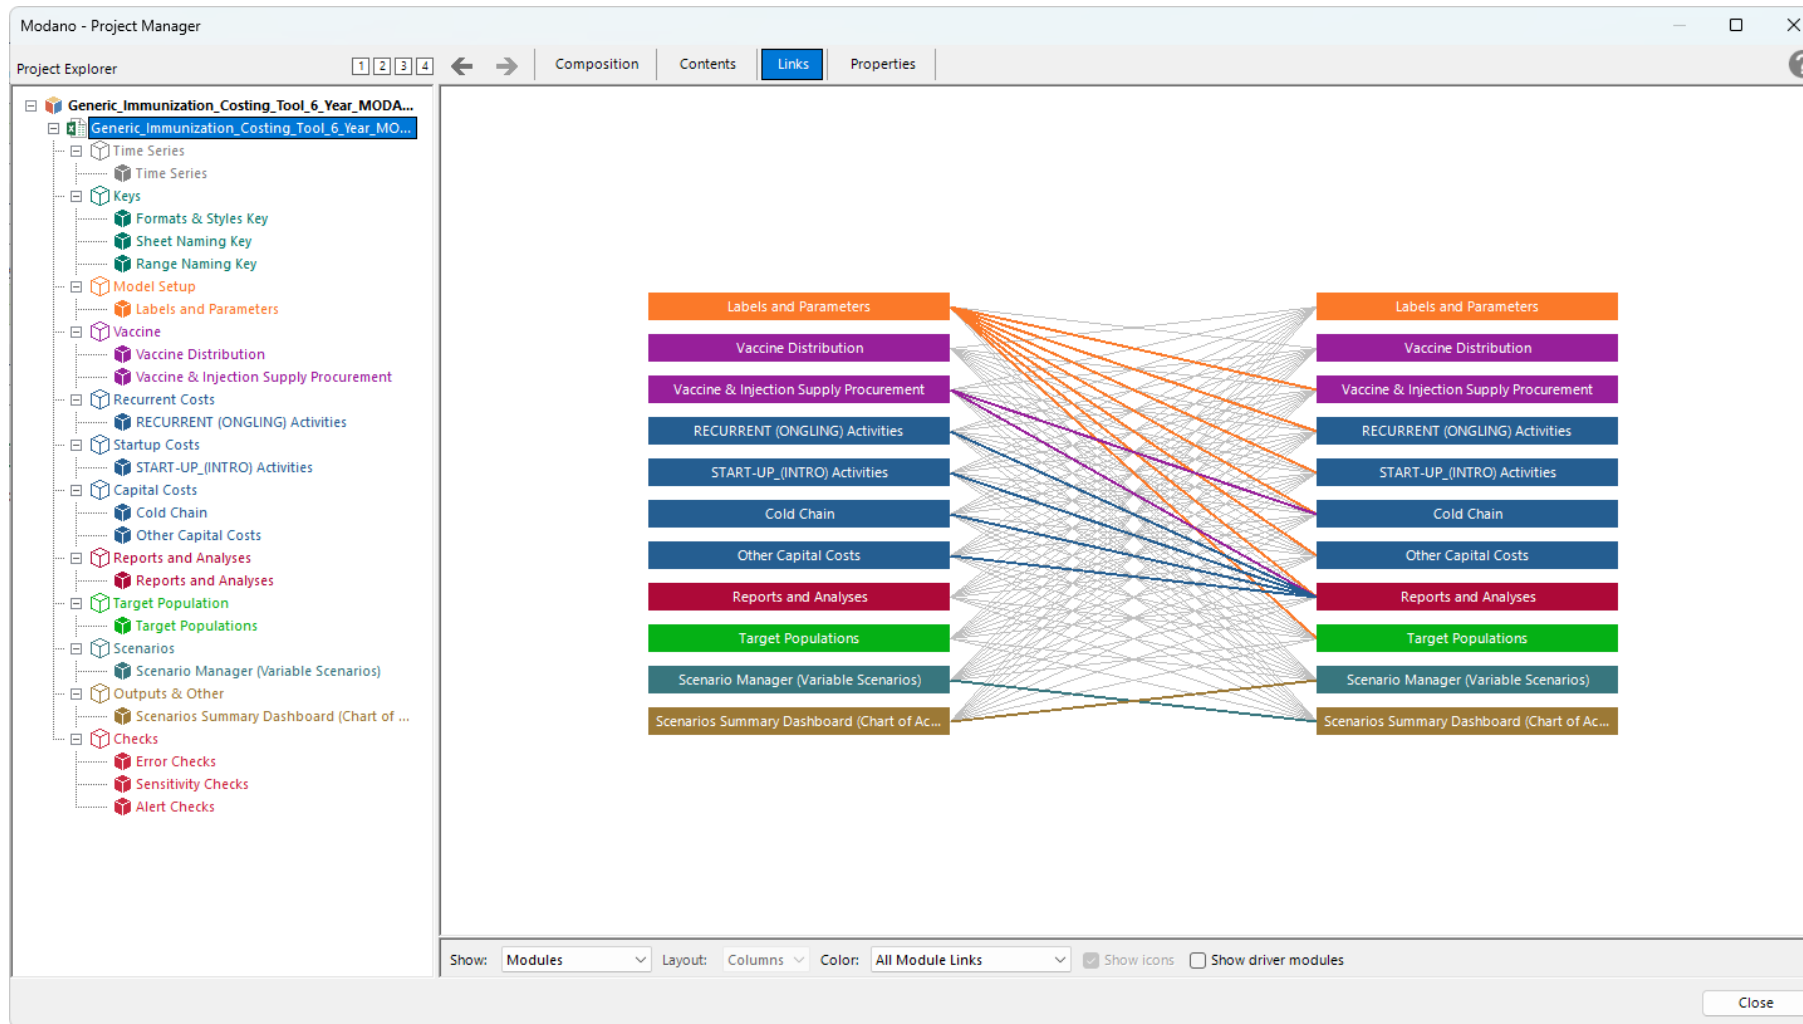 Modano - Project Manager
Project Explorer
1 2 3 4
Composition
Contents
Links
Properties
?
Generic_Immunization_Costing_Tool_6_Year_MODA...
Generic_Immunization_Costing_Tool_6_Year_MO...
Time Series
Time Series
Keys
Formats & Styles Key
Sheet Naming Key
Range Naming Key
Model Setup
Labels and Parameters
Vaccine
Vaccine Distribution
Vaccine & Injection Supply Procurement
Recurrent Costs
RECURRENT (ONGLING) Activities
Startup Costs
START-UP_(INTRO) Activities
Capital Costs
Cold Chain
Other Capital Costs
Reports and Analyses
Reports and Analyses
Target Population
Target Populations
Scenarios
Scenario Manager (Variable Scenarios)
Outputs & Other
Scenarios Summary Dashboard (Chart of ...
Checks
Error Checks
Sensitivity Checks
Alert Checks
Labels and Parameters
Vaccine Distribution
Vaccine & Injection Supply Procurement
RECURRENT (ONGLING) Activities
START-UP_(INTRO) Activities
Cold Chain
Other Capital Costs
Reports and Analyses
Target Populations
Scenario Manager (Variable Scenarios)
Scenarios Summary Dashboard (Chart of Ac...
Labels and Parameters
Vaccine Distribution
Vaccine & Injection Supply Procurement
RECURRENT (ONGLING) Activities
START-UP_(INTRO) Activities
Cold Chain
Other Capital Costs
Reports and Analyses
Target Populations
Scenario Manager (Variable Scenarios)
Scenarios Summary Dashboard (Chart of Ac...
Show: Modules Layout: Columns Color: All Module Links Show icons Show driver modules
Close